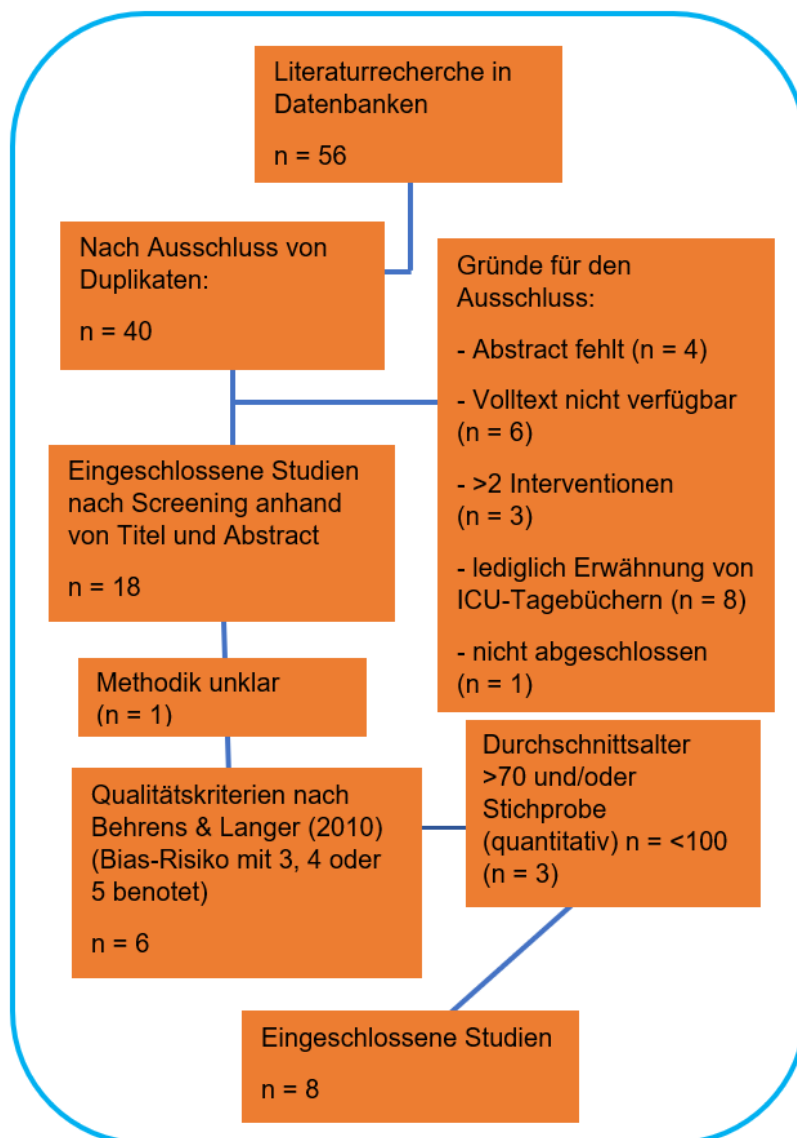 Literaturrecherche in
Datenbanken
n = 56
Nach Ausschluss von
Duplikaten:
n = 40
Gründe für den
Ausschluss:
- Abstract fehlt (n = 4)
- Volltext nicht verfügbar
(n = 6)
- >2 Interventionen
(n = 3)
- lediglich Erwähnung von
ICU-Tagebüchern (n = 8)
- nicht abgeschlossen
(n = 1)
Eingeschlossene Studien
nach Screening anhand
von Titel und Abstract
n = 18
Methodik unklar
(n = 1)
Qualitätskriterien nach
Behrens & Langer (2010)
(Bias-Risiko mit 3, 4 oder
5 benotet)
n = 6
Durchschnittsalter
>70 und/oder
Stichprobe
(quantitativ) n = <100
(n = 3)
Eingeschlossene Studien
n = 8